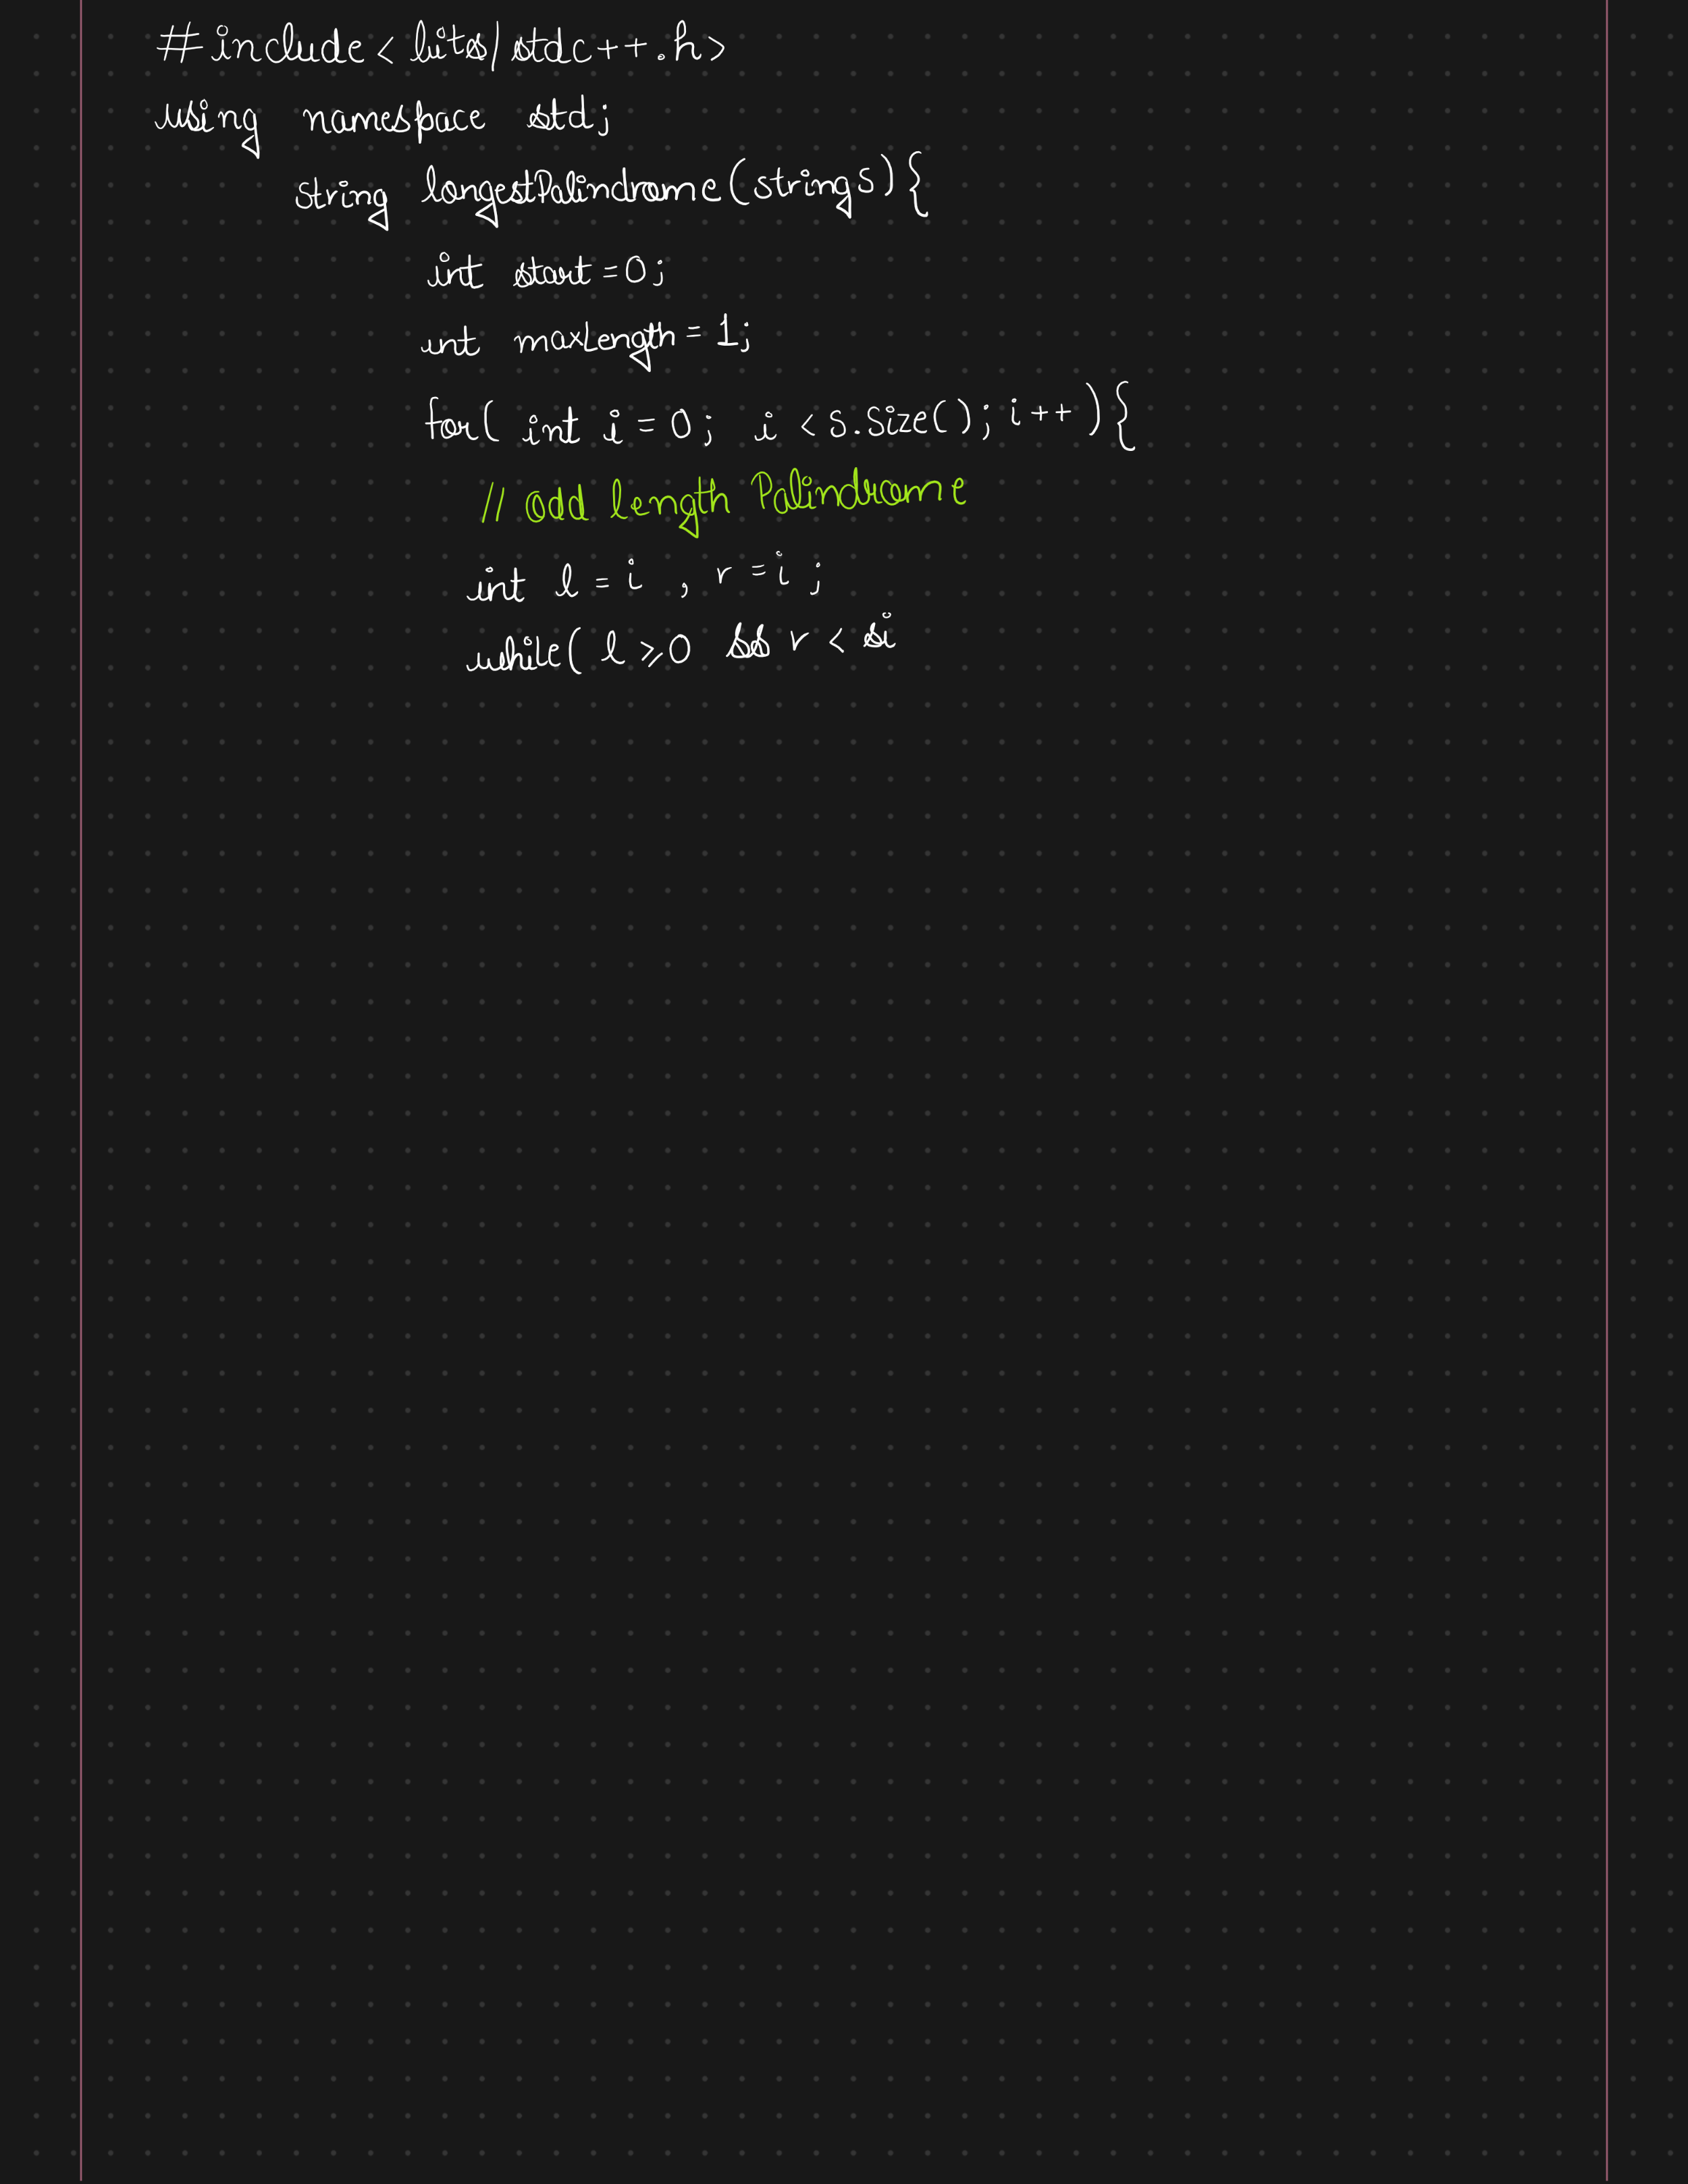 #include<bits/stdc++.h>
using namespace std;
string longestPalindrome(string s){
int start=0;
int maxLength=1;
for( int i=0; i<s.size(); i++){
// odd length Palindrome
int l=i , r=i ;
while( l>=0 && r < si